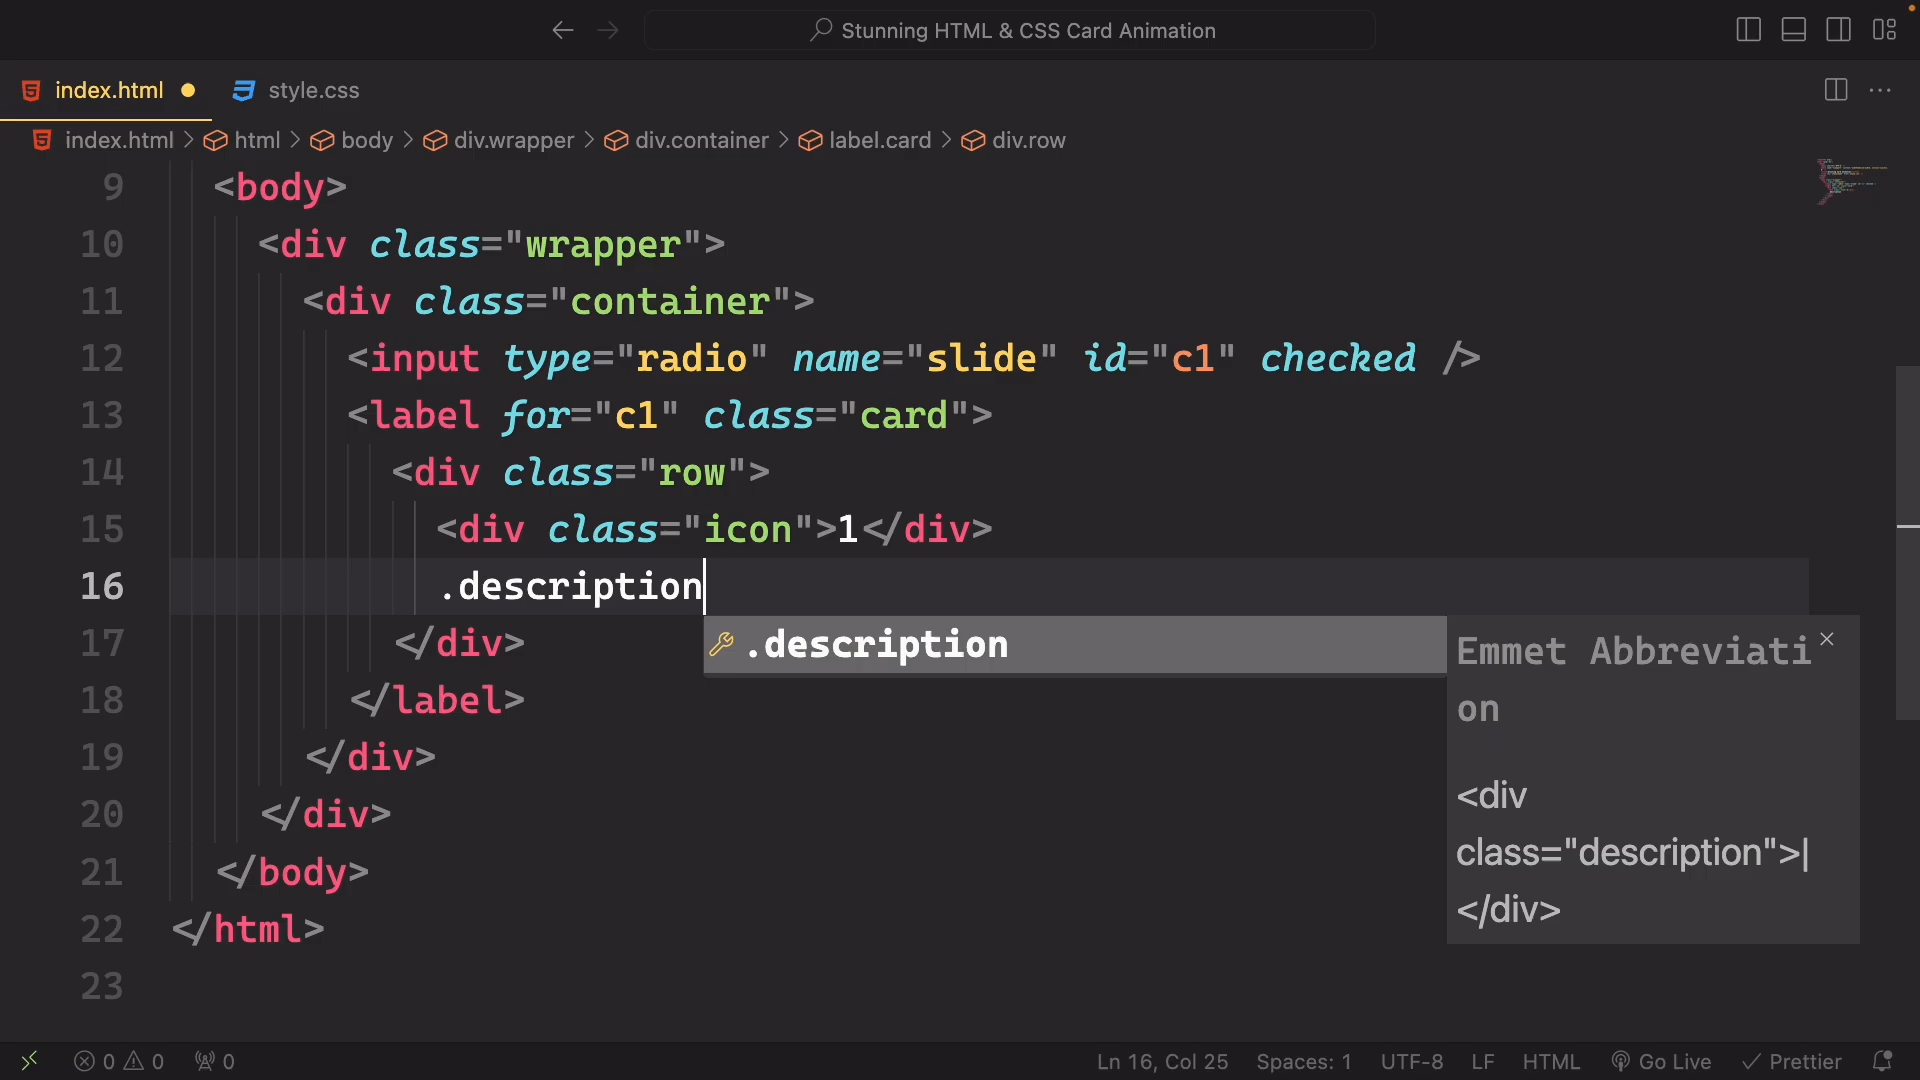 Stunning HTML & CSS Card Animation
index.html style.css
index.html > html > body > div.wrapper > div.container > label.card > div.row
9 <body>
10 <div class="wrapper">
11 <div class="container">
12 <input type="radio" name="slide" id="c1" checked />
13 <label for="c1" class="card">
14 <div class="row">
15 <div class="icon">1</div>
16 .description
.description
Emmet Abbreviati
on
<div
class="description">|
</div>
17 </div>
18 </label>
19 </div>
20 </div>
21 </body>
22 </html>
23
0 0 0 Ln 16, Col 25 Spaces: 1 UTF-8 LF HTML Go Live Prettier